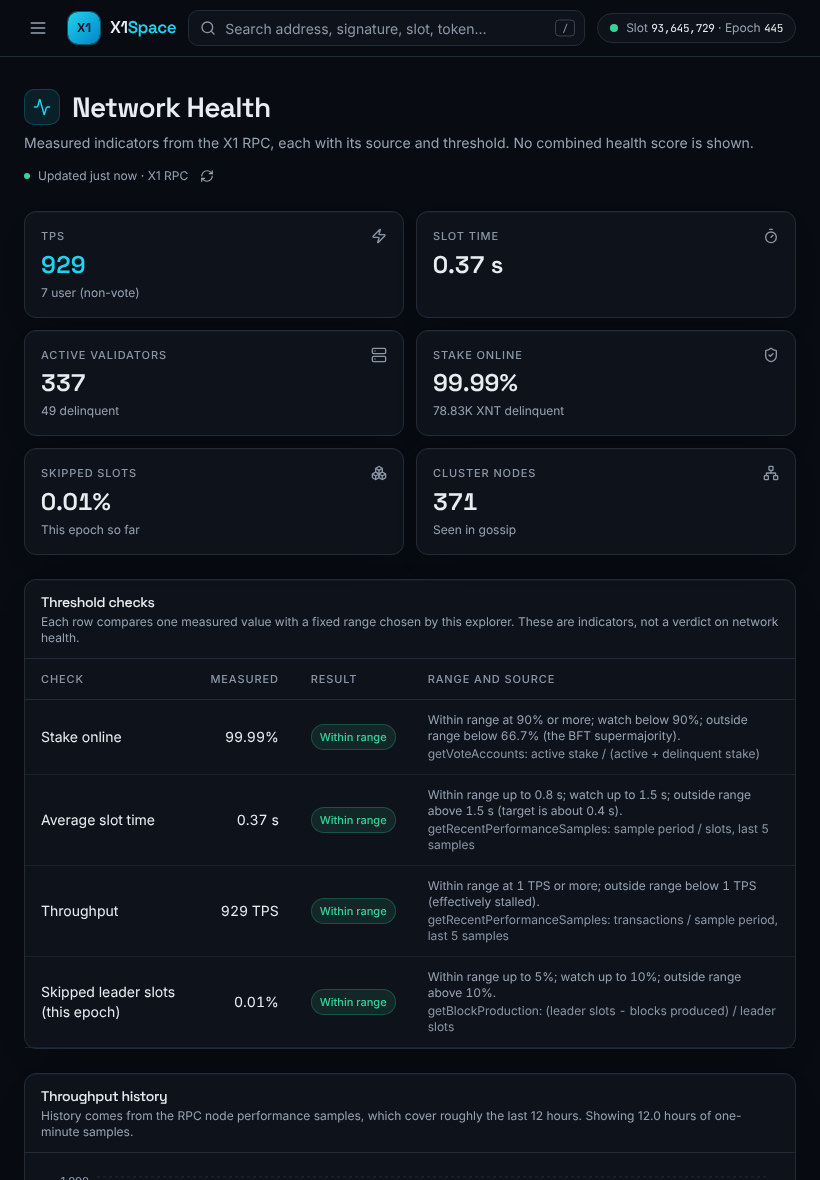 X1 X1Space Search address, signature, slot, token... / Slot 93,645,729 · Epoch 445
Network Health
Measured indicators from the X1 RPC, each with its source and threshold. No combined health score is shown.
Updated just now · X1 RPC
TPS
929
7 user (non-vote)
SLOT TIME
0.37 s
ACTIVE VALIDATORS
337
49 delinquent
STAKE ONLINE
99.99%
78.83K XNT delinquent
SKIPPED SLOTS
0.01%
This epoch so far
CLUSTER NODES
371
Seen in gossip
Threshold checks
Each row compares one measured value with a fixed range chosen by this explorer. These are indicators, not a verdict on network
health.
CHECK MEASURED RESULT RANGE AND SOURCE
Stake online 99.99% Within range
Within range at 90% or more; watch below 90%; outside
range below 66.7% (the BFT supermajority).
getVoteAccounts: active stake / (active + delinquent stake)
Average slot time 0.37 s Within range
Within range up to 0.8 s; watch up to 1.5 s; outside range
above 1.5 s (target is about 0.4 s).
getRecentPerformanceSamples: sample period / slots, last 5
samples
Throughput 929 TPS Within range
Within range at 1 TPS or more; outside range below 1 TPS
(effectively stalled).
getRecentPerformanceSamples: transactions / sample period,
last 5 samples
Skipped leader slots
(this epoch) 0.01% Within range
Within range up to 5%; watch up to 10%; outside range
above 10%.
getBlockProduction: (leader slots - blocks produced) / leader
slots
Throughput history
History comes from the RPC node performance samples, which cover roughly the last 12 hours. Showing 12.0 hours of one-
minute samples.